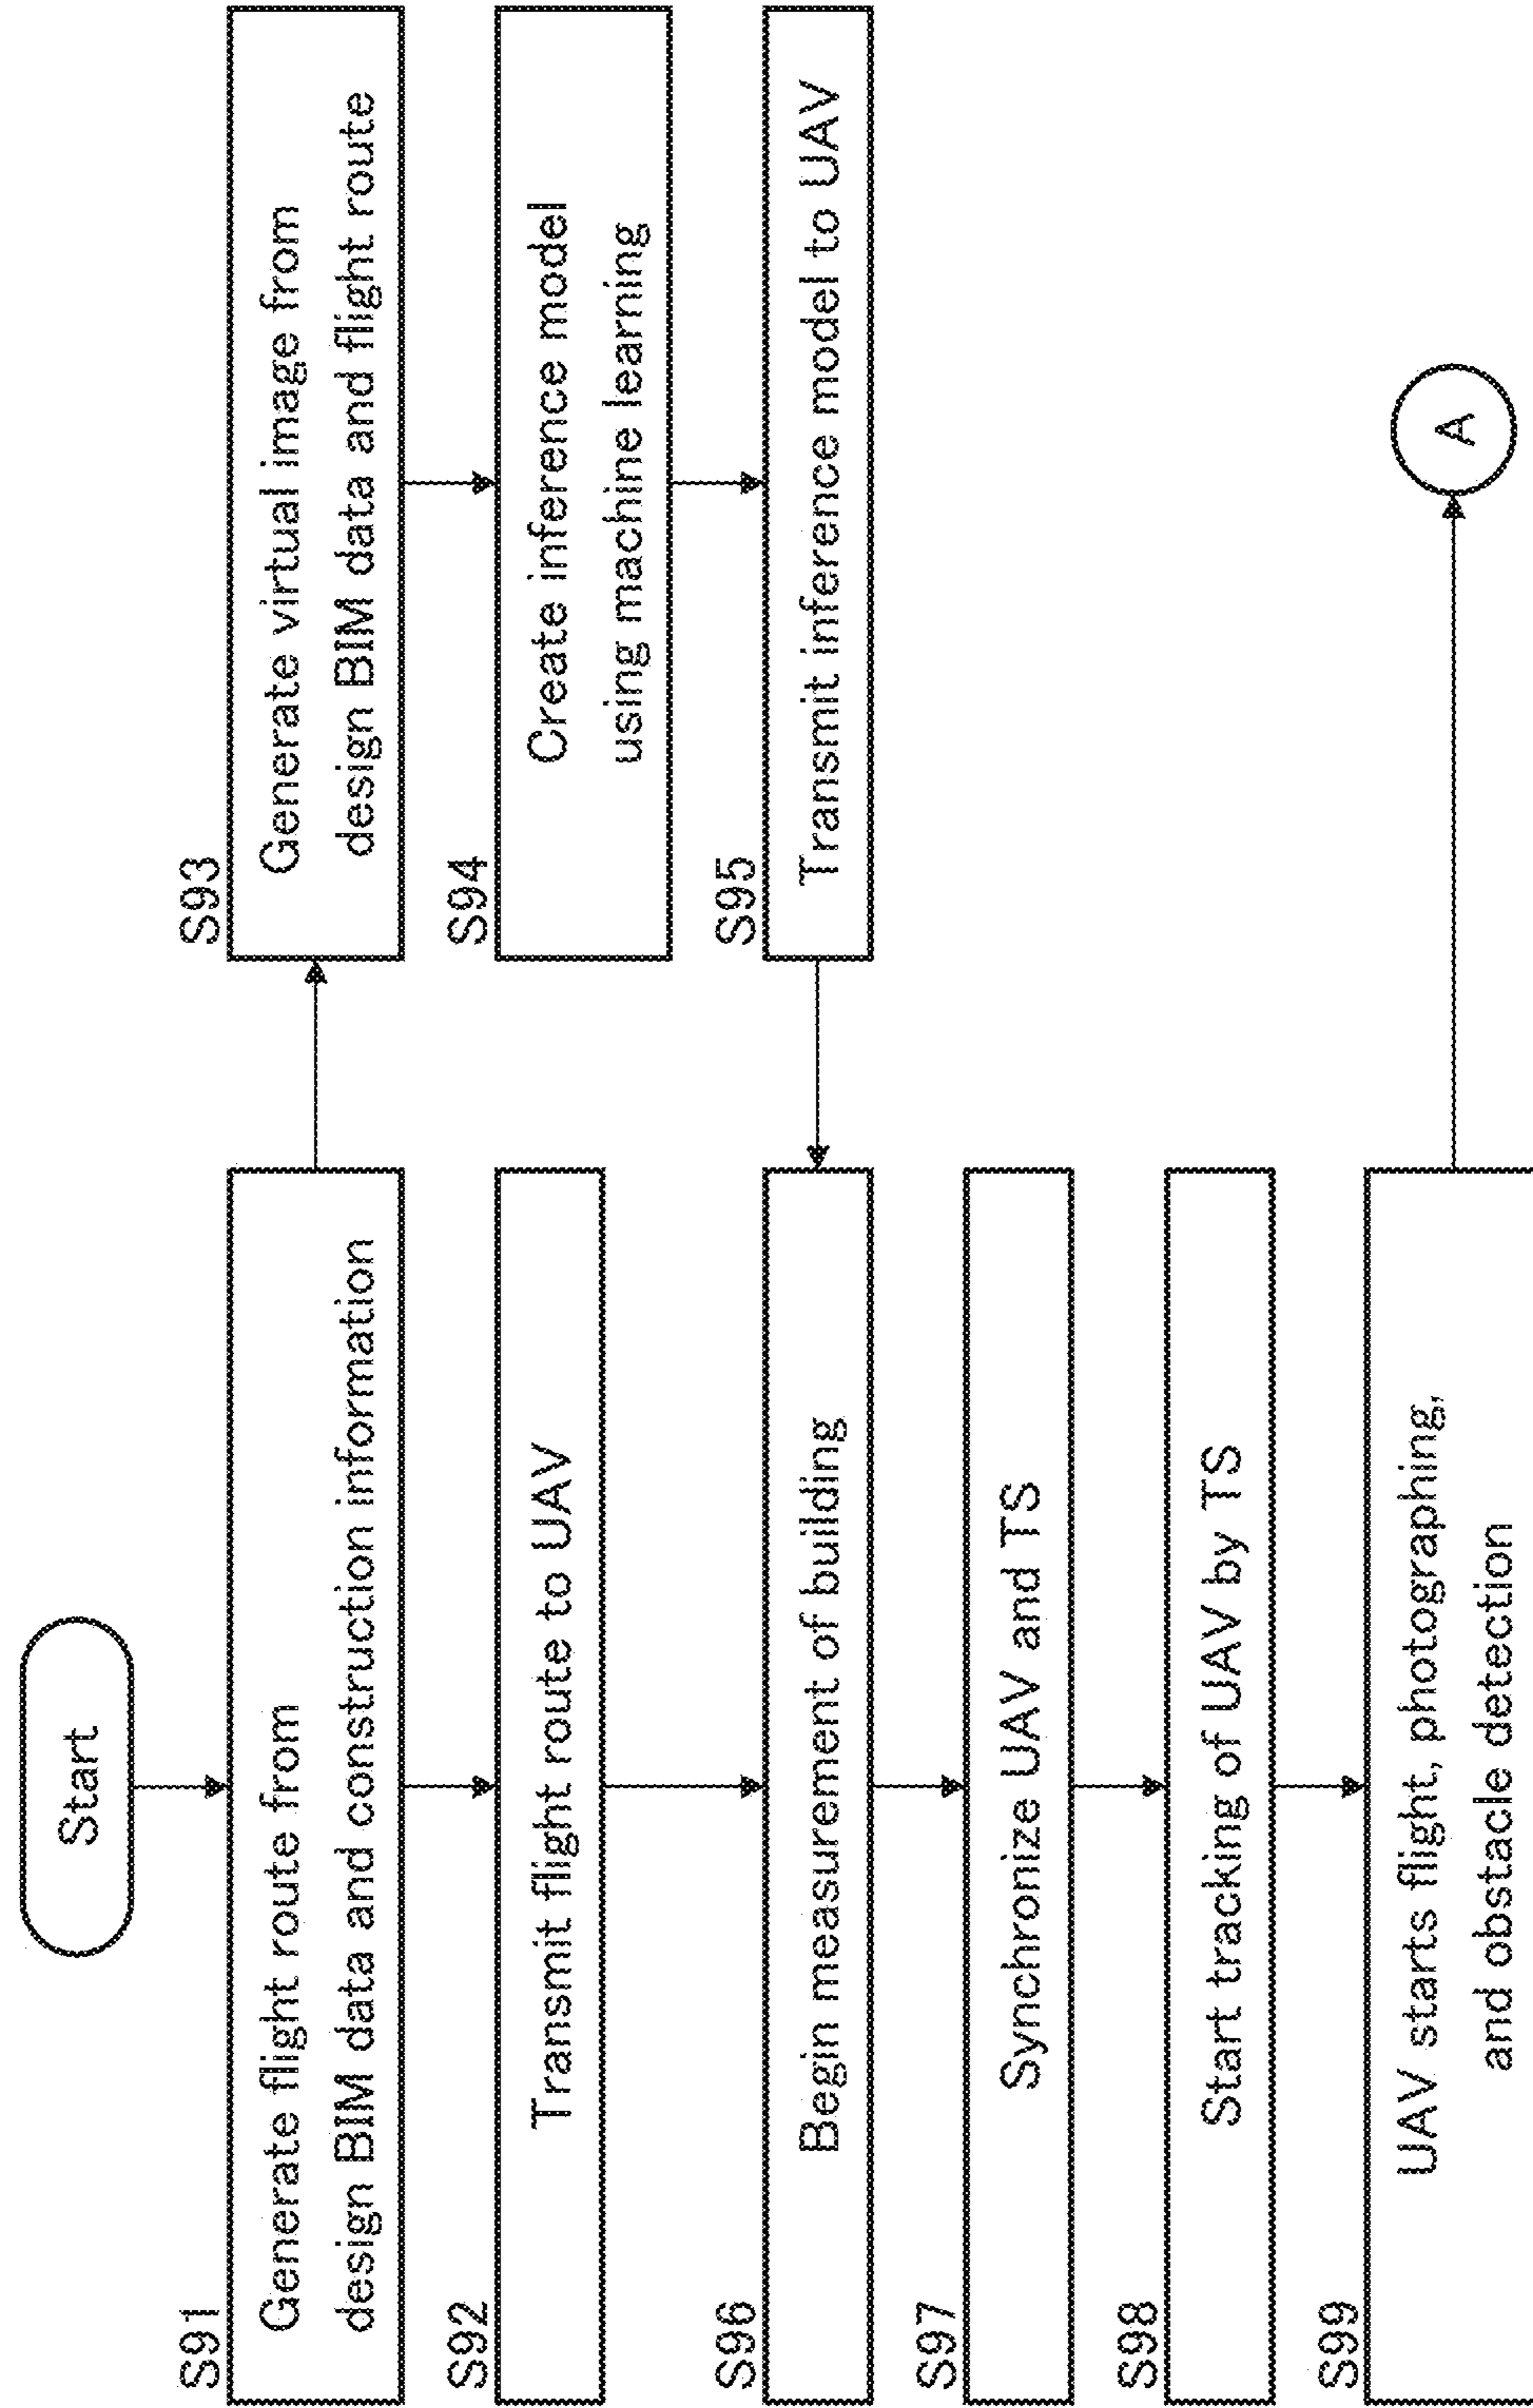 Start
S91
Generate flight route from
design BIM data and construction information
S92
Transmit flight route to UAV
S93
Generate virtual image from
design BIM data and flight route
S94
Create inference model
using machine learning
S95
Transmit inference model to UAV
S96
Begin measurement of building
S97
Synchronize UAV and TS
S98
Start tracking of UAV by TS
S99
UAV starts flight, photographing,
and obstacle detection
A